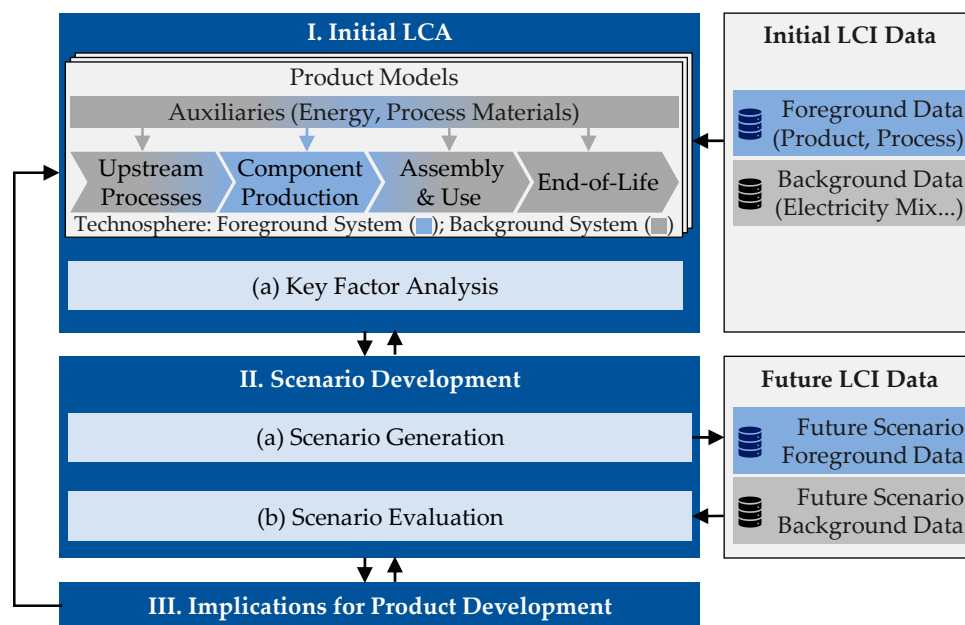 I. Initial LCA
Product Models
Auxiliaries (Energy, Process Materials)
Upstream
Processes
Component
Production
Assembly
& Use
End-of-Life
Technosphere: Foreground System ( ); Background System ( )
(a) Key Factor Analysis
Initial LCI Data
Foreground Data
(Product, Process)
Background Data
(Electricity Mix...)
II. Scenario Development
(a) Scenario Generation
(b) Scenario Evaluation
Future LCI Data
Future Scenario
Foreground Data
Future Scenario
Background Data
III. Implications for Product Development